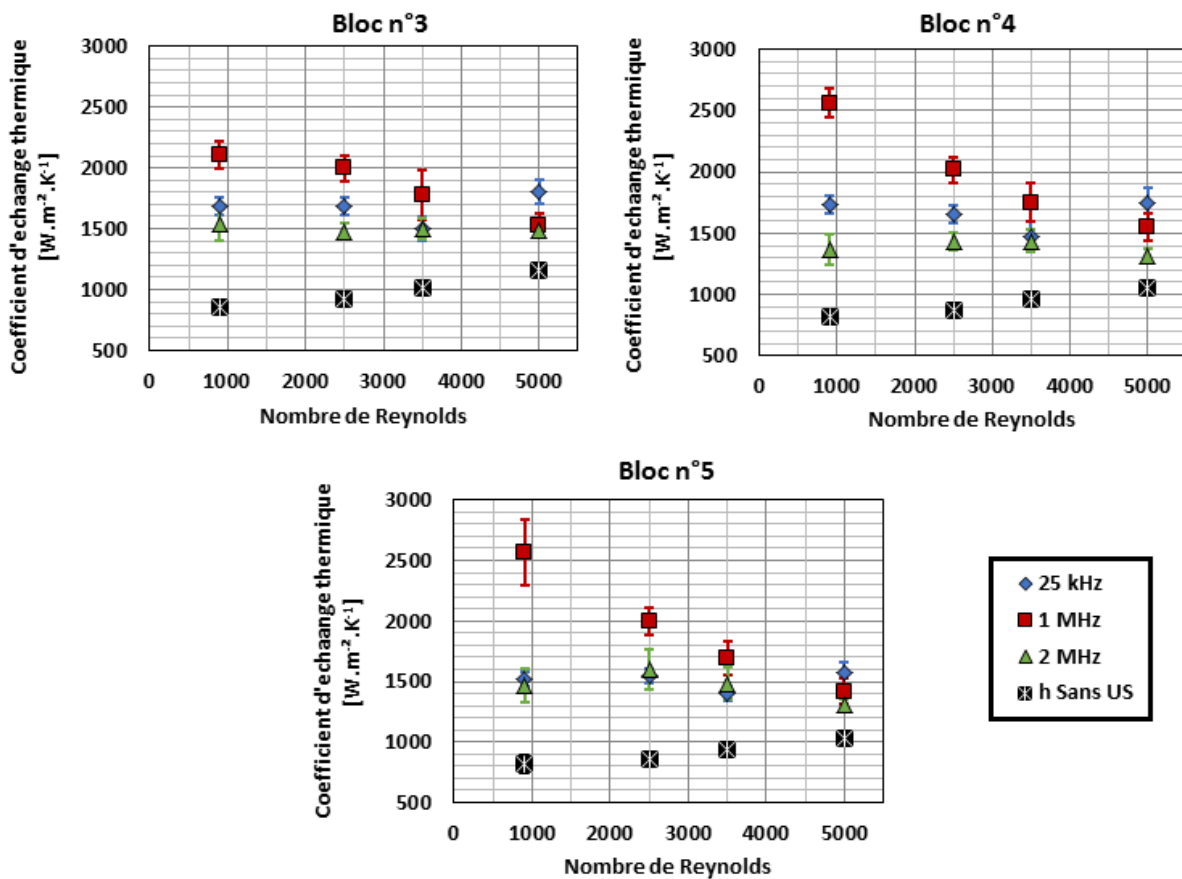 Bloc n°3
Coefficient d'echaange thermique
[W.m-².K-¹]
3000
2500
2000
1500
1000
500
0 1000 2000 3000 4000 5000
Nombre de Reynolds
Bloc n°4
Coefficient d'echaange thermique
[W.m-².K-¹]
3000
2500
2000
1500
1000
500
0 1000 2000 3000 4000 5000
Nombre de Reynolds
Bloc n°5
Coefficient d'echaange thermique
[W.m-².K-¹]
3000
2500
2000
1500
1000
500
0 1000 2000 3000 4000 5000
Nombre de Reynolds
25 kHz
1 MHz
2 MHz
h Sans US